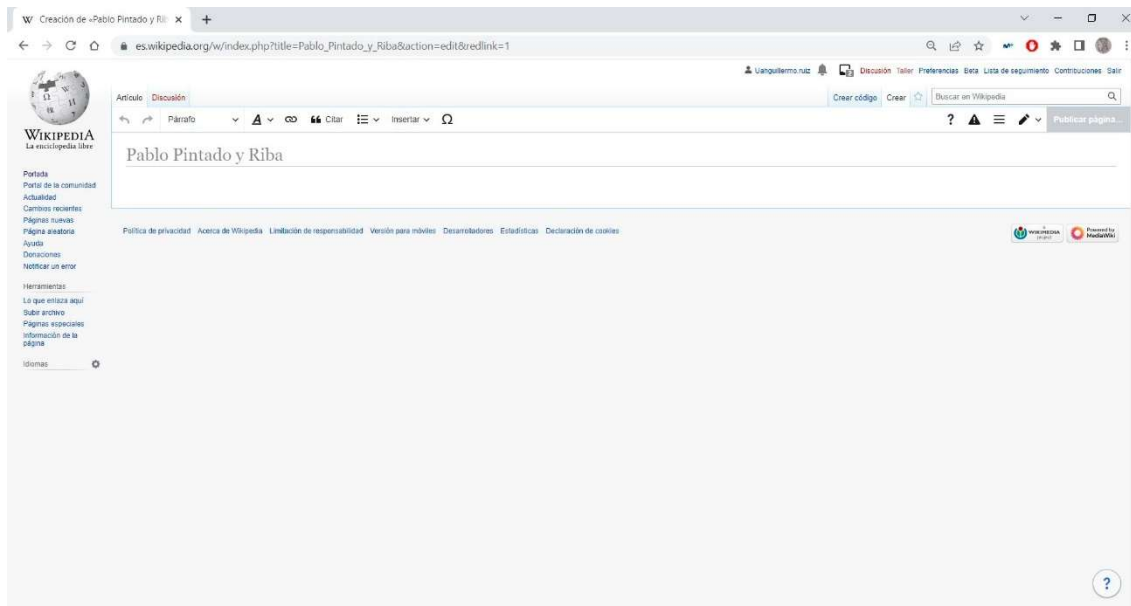 W Creación de «Pablo Pintado y Rib × +
es.wikipedia.org/w/index.php?title=Pablo_Pintado_y_Riba&action=edit&redlink=1
Uanguillermo.ruiz Discusión Taller Preferencias Beta Lista de seguimiento Contribuciones Salir
Artículo Discusión Crear código Crear Buscar en Wikipedia
Párrafo A Citar Insertar Ω ? Publicar página...
WIKIPEDIA
La enciclopedia libre
Pablo Pintado y Riba
Portada
Portal de la comunidad
Actualidad
Cambios recientes
Páginas nuevas
Página aleatoria
Ayuda
Donaciones
Notificar un error
Política de privacidad Acerca de Wikipedia Limitación de responsabilidad Versión para móviles Desarrolladores Estadísticas Declaración de cookies
WIKIMEDIA
Powered by
MediaWiki
Herramientas
Lo que enlaza aquí
Subir archivo
Páginas especiales
Información de la
página
Idiomas
?